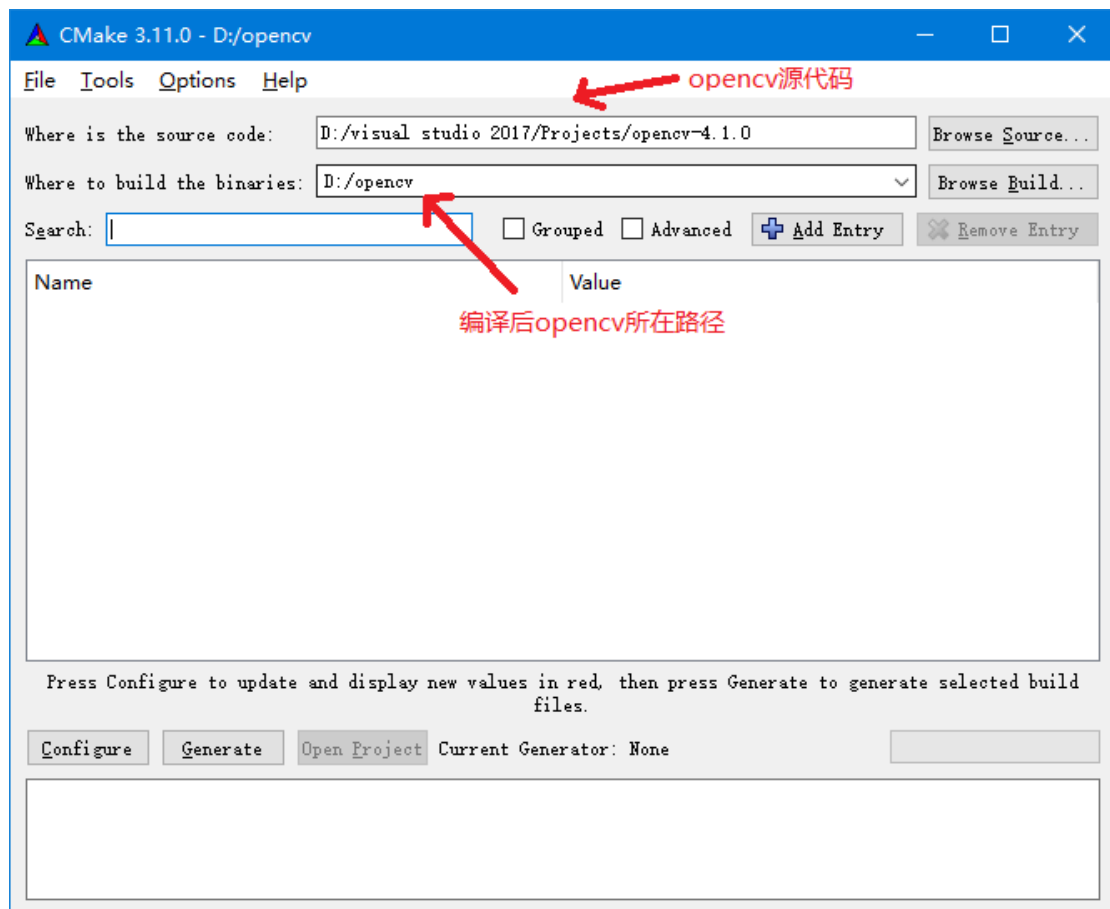 CMake 3.11.0 - D:/opencv
File Tools Options Help
opencv源代码
Where is the source code: D:/visual studio 2017/Projects/opencv-4.1.0 Browse Source...
Where to build the binaries: D:/opencv Browse Build...
Search: Grouped Advanced Add Entry Remove Entry
Name Value
编译后opencv所在路径
Press Configure to update and display new values in red, then press Generate to generate selected build
files.
Configure Generate Open Project Current Generator: None